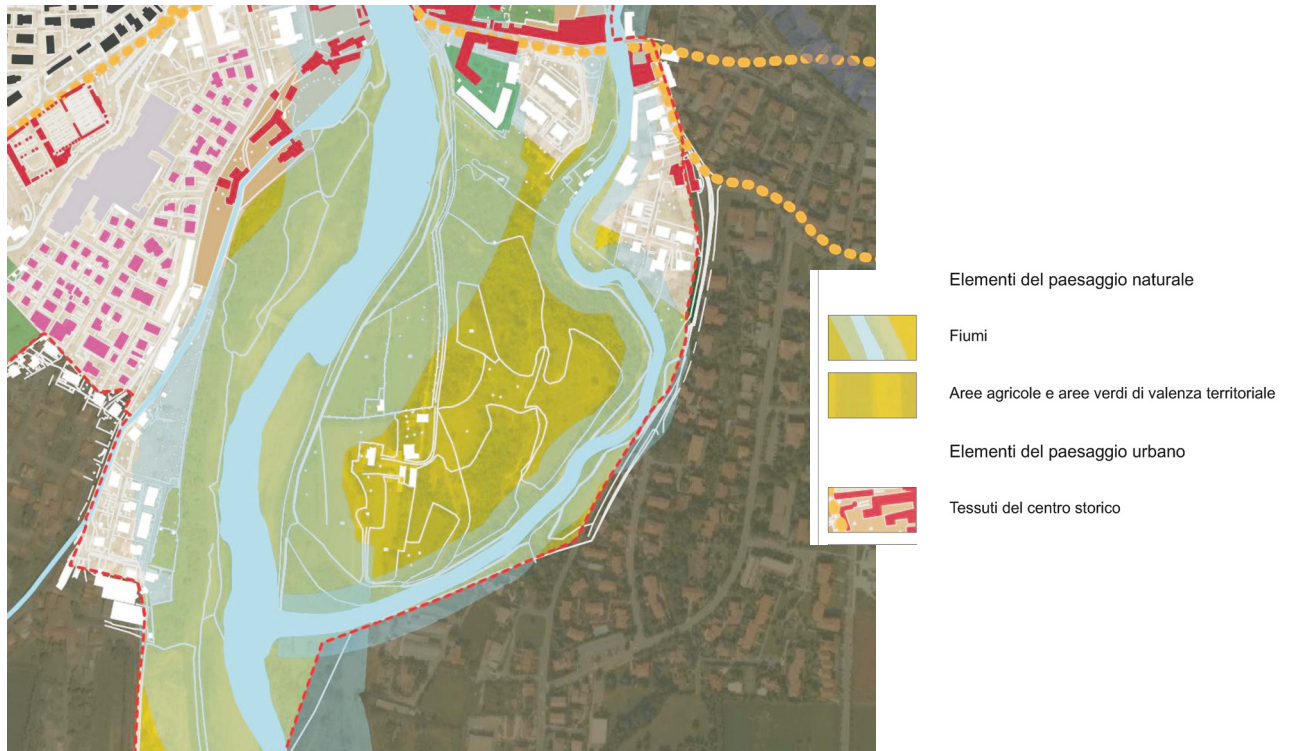 Elementi del paesaggio naturale
Fiumi
Aree agricole e aree verdi di valenza territoriale
Elementi del paesaggio urbano
Tessuti del centro storico